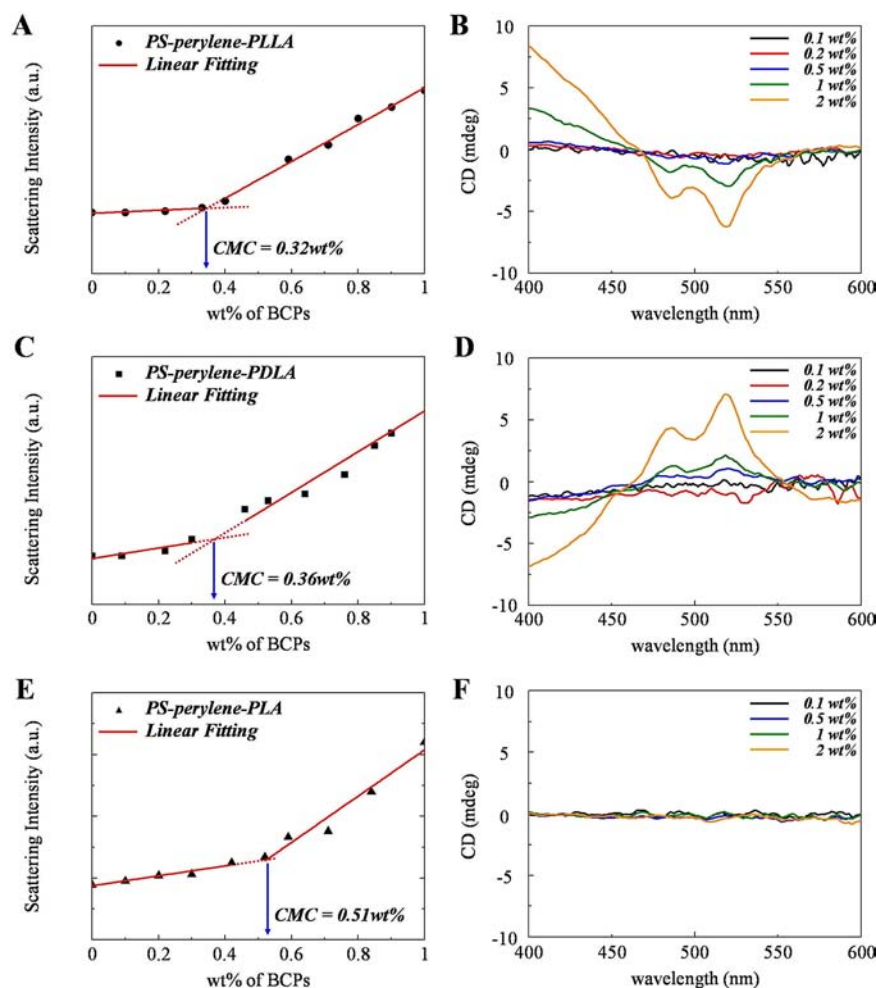 A
PS-perylene-PLLA
Linear Fitting
Scattering Intensity (a.u.)
CMC = 0.32wt%
0 0.2 0.4 0.6 0.8 1
wt% of BCPs
B
0.1 wt%
0.2 wt%
0.5 wt%
1 wt%
2 wt%
CD (mdeg)
10
5
0
-5
-10
400 450 500 550 600
wavelength (nm)
C
PS-perylene-PDLA
Linear Fitting
Scattering Intensity (a.u.)
CMC = 0.36wt%
0 0.2 0.4 0.6 0.8 1
wt% of BCPs
D
0.1 wt%
0.2 wt%
0.5 wt%
1 wt%
2 wt%
CD (mdeg)
10
5
0
-5
-10
400 450 500 550 600
wavelength (nm)
E
PS-perylene-PLA
Linear Fitting
Scattering Intensity (a.u.)
CMC = 0.51wt%
0 0.2 0.4 0.6 0.8 1
wt% of BCPs
F
0.1 wt%
0.5 wt%
1 wt%
2 wt%
CD (mdeg)
10
5
0
-5
-10
400 450 500 550 600
wavelength (nm)